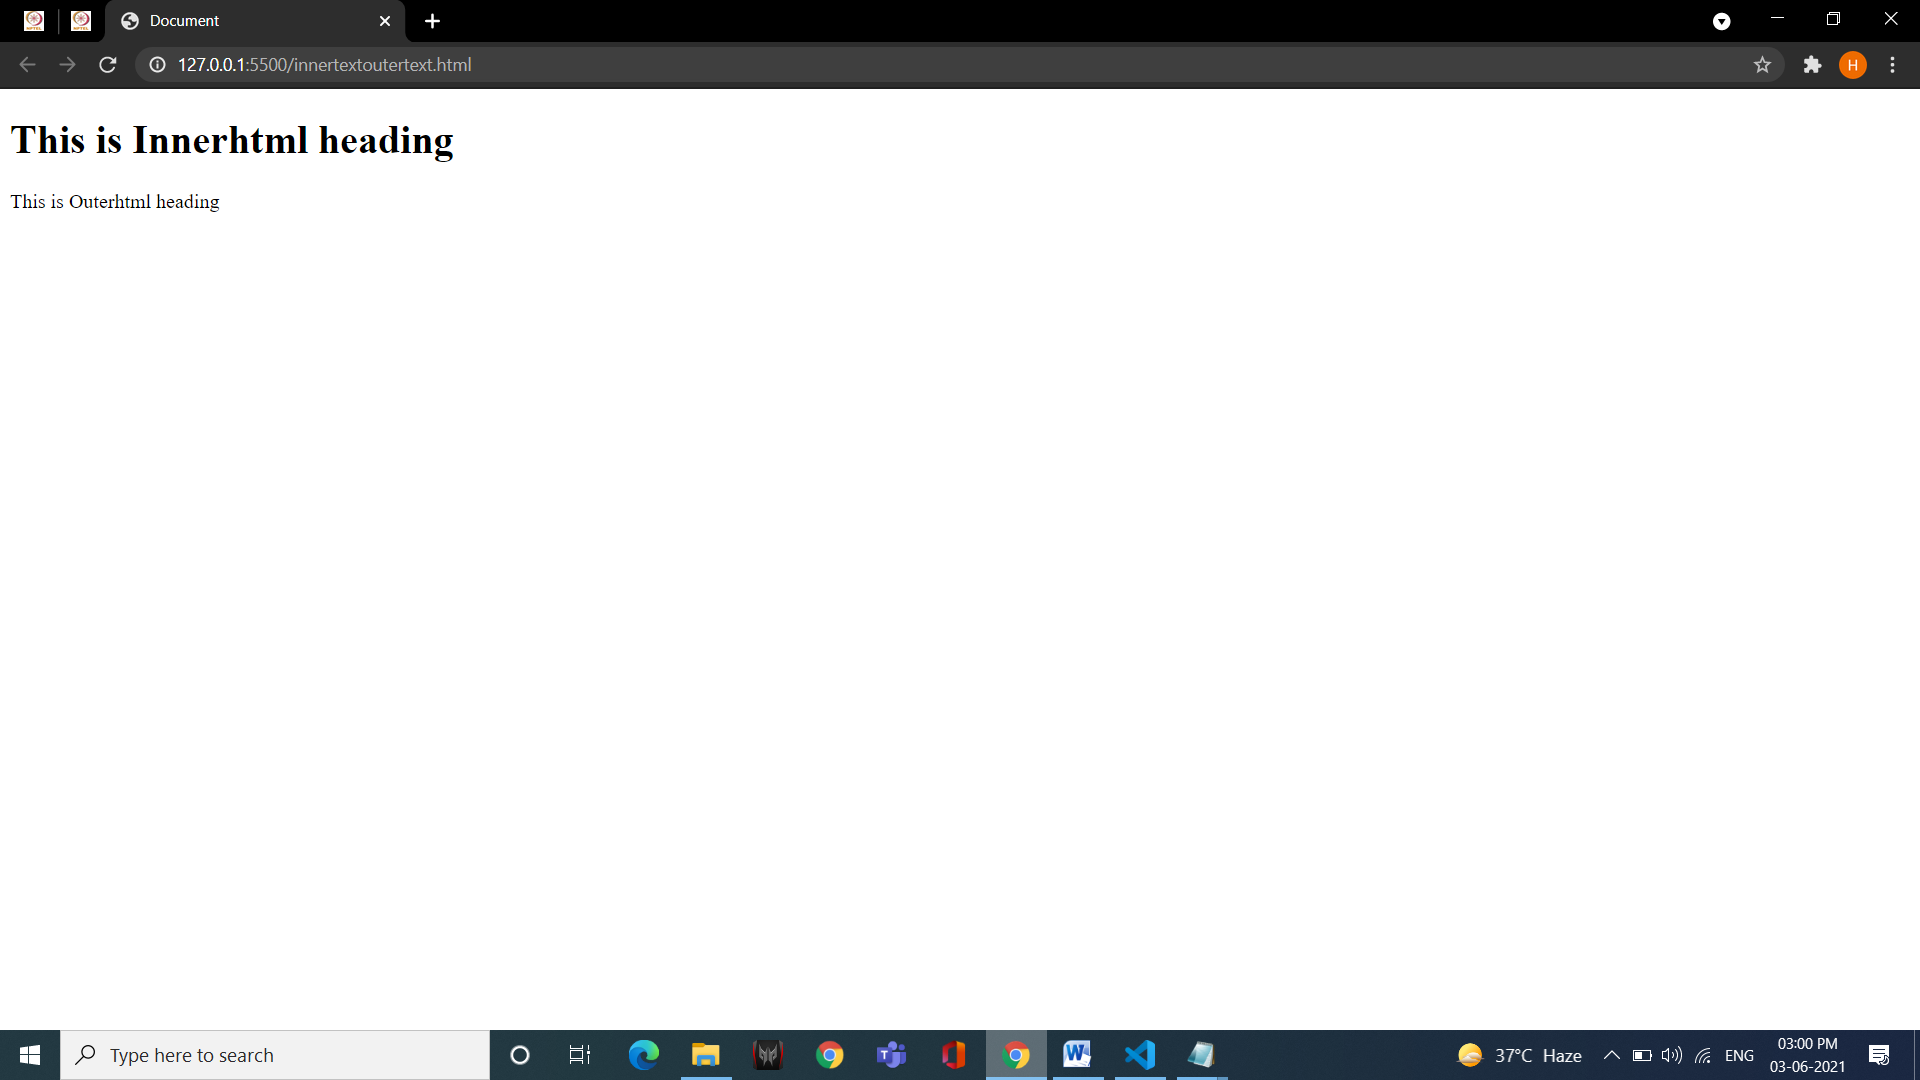 Document
127.0.0.1:5500/innertextoutertext.html
H
This is Innerhtml heading
This is Outerhtml heading
Type here to search
37°C Haze
ENG
03:00 PM
03-06-2021